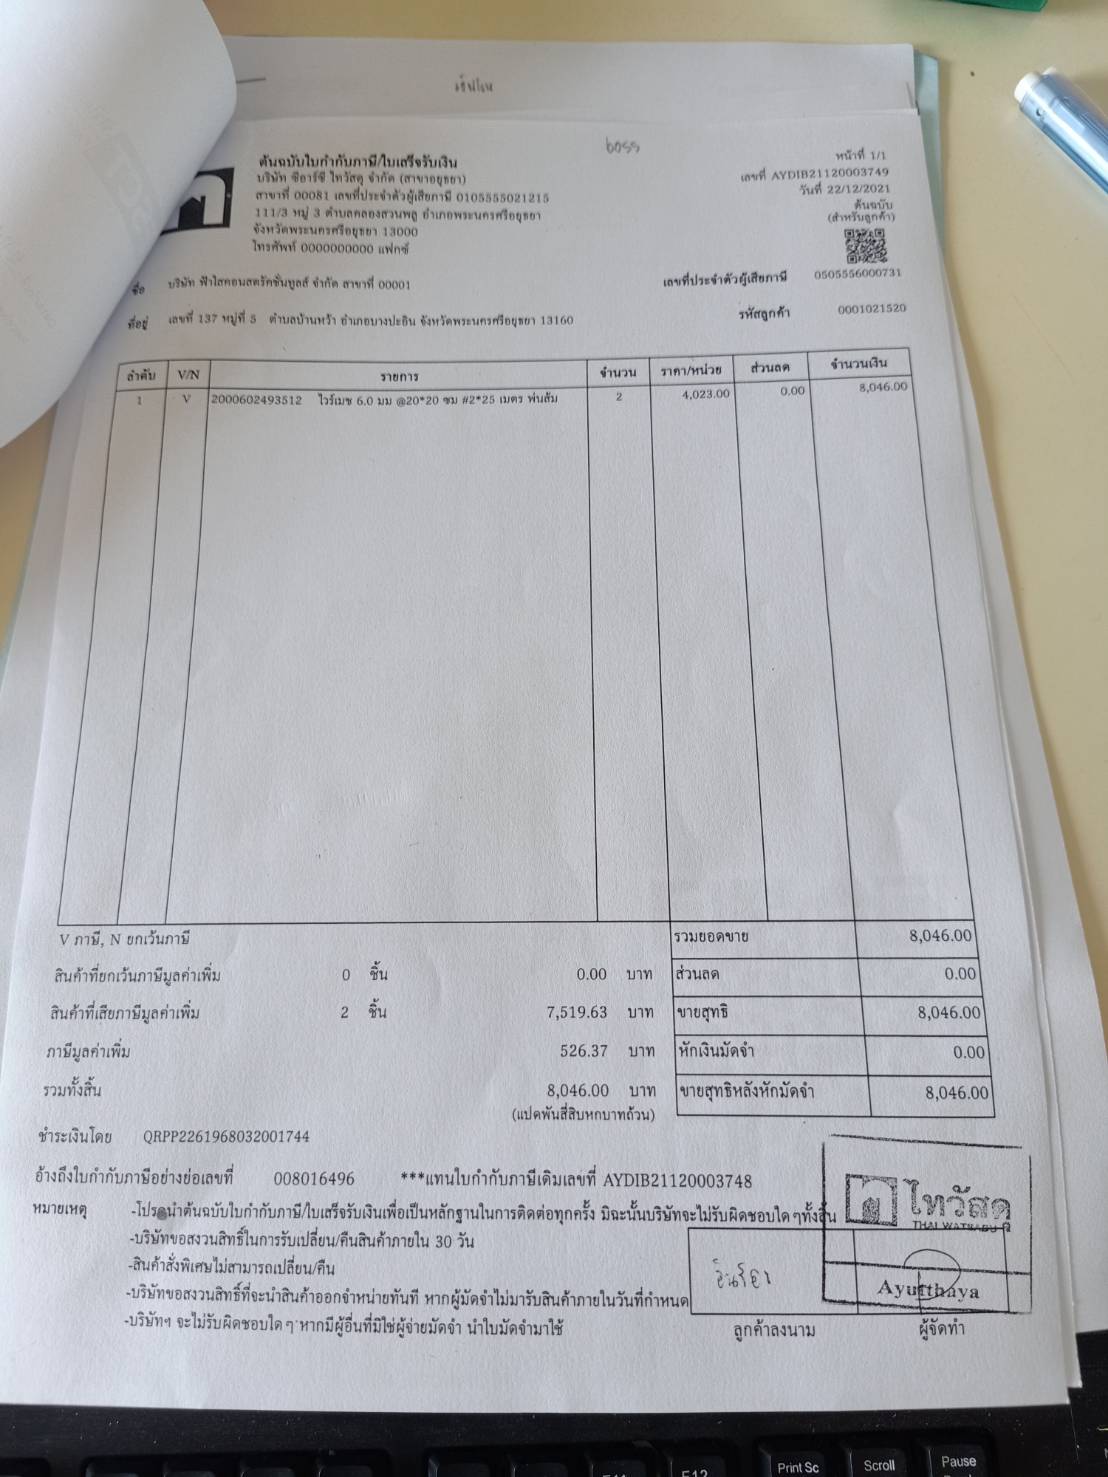 boss
หน้าที่ 1/1
ต้นฉบับใบกำกับภาษี/ใบเสร็จรับเงิน
เลขที่ AYDIB21120003749
บริษัท ซีอาร์ซี ไทวัสดุ จำกัด (สาขาอยุธยา)
วันที่ 22/12/2021
สาขาที่ 00081 เลขที่ประจำตัวผู้เสียภาษี 0105555021215
ต้นฉบับ
111/3 หมู่ 3 ตำบลคลองสวนพลู อำเภอพระนครศรีอยุธยา
(สำหรับลูกค้า)
จังหวัดพระนครศรีอยุธยา 13000
โทรศัพท์ 0000000000 แฟกซ์
ชื่อ บริษัท ฟ้าใสคอนสตรัคชั่นทูลส์ จำกัด สาขาที่ 00001 เลขที่ประจำตัวผู้เสียภาษี 0505556000731
ที่อยู่ เลขที่ 137 หมู่ที่ 5 ตำบลบ้านหว้า อำเภอบางปะอิน จังหวัดพระนครศรีอยุธยา 13160 รหัสลูกค้า 0001021520
ลำดับ V/N รายการ จำนวน ราคา/หน่วย ส่วนลด จำนวนเงิน
1 V 2000602493512 ไวร์เมช 6.0 มม @20*20 ซม #2*25 เมตร พ่นส้ม 2 4,023.00 0.00 8,046.00
V ภาษี, N ยกเว้นภาษี รวมยอดขาย 8,046.00
สินค้าที่ยกเว้นภาษีมูลค่าเพิ่ม 0 ชิ้น 0.00 บาท ส่วนลด 0.00
สินค้าที่เสียภาษีมูลค่าเพิ่ม 2 ชิ้น 7,519.63 บาท ขายสุทธิ 8,046.00
ภาษีมูลค่าเพิ่ม 526.37 บาท หักเงินมัดจำ 0.00
รวมทั้งสิ้น 8,046.00 บาท ขายสุทธิหลังหักมัดจำ 8,046.00
(แปดพันสี่สิบหกบาทถ้วน)
ชำระเงินโดย QRPP2261968032001744
อ้างถึงใบกำกับภาษีอย่างย่อเลขที่ 008016496 ***แทนใบกำกับภาษีเดิมเลขที่ AYDIB21120003748
หมายเหตุ -โปรดนำต้นฉบับใบกำกับภาษี/ใบเสร็จรับเงินเพื่อเป็นหลักฐานในการติดต่อทุกครั้ง มิฉะนั้นบริษัทจะไม่รับผิดชอบใดๆทั้งสิ้น
-บริษัทขอสงวนสิทธิ์ในการรับเปลี่ยน/คืนสินค้าภายใน 30 วัน
-สินค้าสั่งพิเศษไม่สามารถเปลี่ยน/คืน
-บริษัทขอสงวนสิทธิ์ที่จะนำสินค้าออกจำหน่ายทันที หากผู้มัดจำไม่มารับสินค้าภายในวันที่กำหนด
-บริษัทฯ จะไม่รับผิดชอบใดๆ หากมีผู้อื่นที่มิใช่ผู้จ่ายมัดจำ นำใบมัดจำมาใช้
ไทวัสดุ
THAI WATSADU
Ayutthaya
ลูกค้าลงนาม ผู้จัดทำ
Print Sc
Scroll
Pause
F12